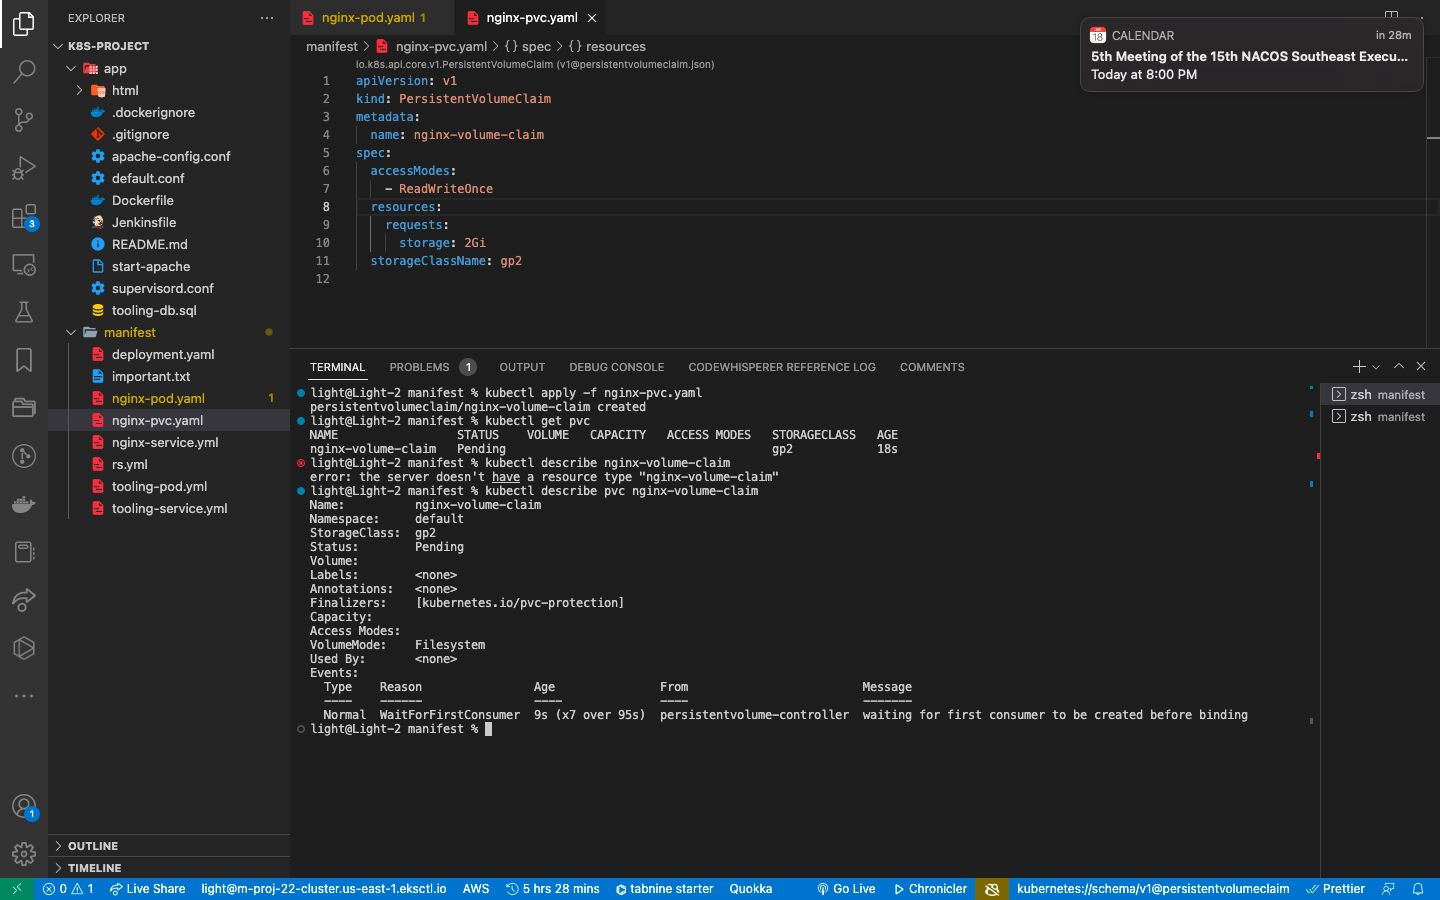 EXPLORER
K8S-PROJECT
app
html
.dockerignore
.gitignore
apache-config.conf
default.conf
Dockerfile
Jenkinsfile
README.md
start-apache
supervisord.conf
tooling-db.sql
manifest
deployment.yaml
important.txt
nginx-pod.yaml 1
nginx-pvc.yaml
nginx-service.yml
rs.yml
tooling-pod.yml
tooling-service.yml
OUTLINE
TIMELINE
3
1
nginx-pod.yaml 1
nginx-pvc.yaml
manifest > nginx-pvc.yaml > {} spec > {} resources
io.k8s.api.core.v1.PersistentVolumeClaim (v1@persistentvolumeclaim.json)
1 apiVersion: v1
2 kind: PersistentVolumeClaim
3 metadata:
4 name: nginx-volume-claim
5 spec:
6 accessModes:
7 - ReadWriteOnce
8 resources:
9 requests:
10 storage: 2Gi
11 storageClassName: gp2
12
18 CALENDAR in 28m
5th Meeting of the 15th NACOS Southeast Execu...
Today at 8:00 PM
TERMINAL PROBLEMS 1 OUTPUT DEBUG CONSOLE CODEWHISPERER REFERENCE LOG COMMENTS
light@Light-2 manifest % kubectl apply -f nginx-pvc.yaml
persistentvolumeclaim/nginx-volume-claim created
light@Light-2 manifest % kubectl get pvc
NAME STATUS VOLUME CAPACITY ACCESS MODES STORAGECLASS AGE
nginx-volume-claim Pending gp2 18s
light@Light-2 manifest % kubectl describe nginx-volume-claim
error: the server doesn't have a resource type "nginx-volume-claim"
light@Light-2 manifest % kubectl describe pvc nginx-volume-claim
Name: nginx-volume-claim
Namespace: default
StorageClass: gp2
Status: Pending
Volume:
Labels: <none>
Annotations: <none>
Finalizers: [kubernetes.io/pvc-protection]
Capacity:
Access Modes:
VolumeMode: Filesystem
Used By: <none>
Events:
Type Reason Age From Message
---- ------ ---- ---- -------
Normal WaitForFirstConsumer 9s (x7 over 95s) persistentvolume-controller waiting for first consumer to be created before binding
light@Light-2 manifest %
zsh manifest
zsh manifest
0 1 Live Share light@m-proj-22-cluster.us-east-1.eksctl.io AWS 5 hrs 28 mins tabnine starter Quokka Go Live Chronicler kubernetes://schema/v1@persistentvolumeclaim Prettier